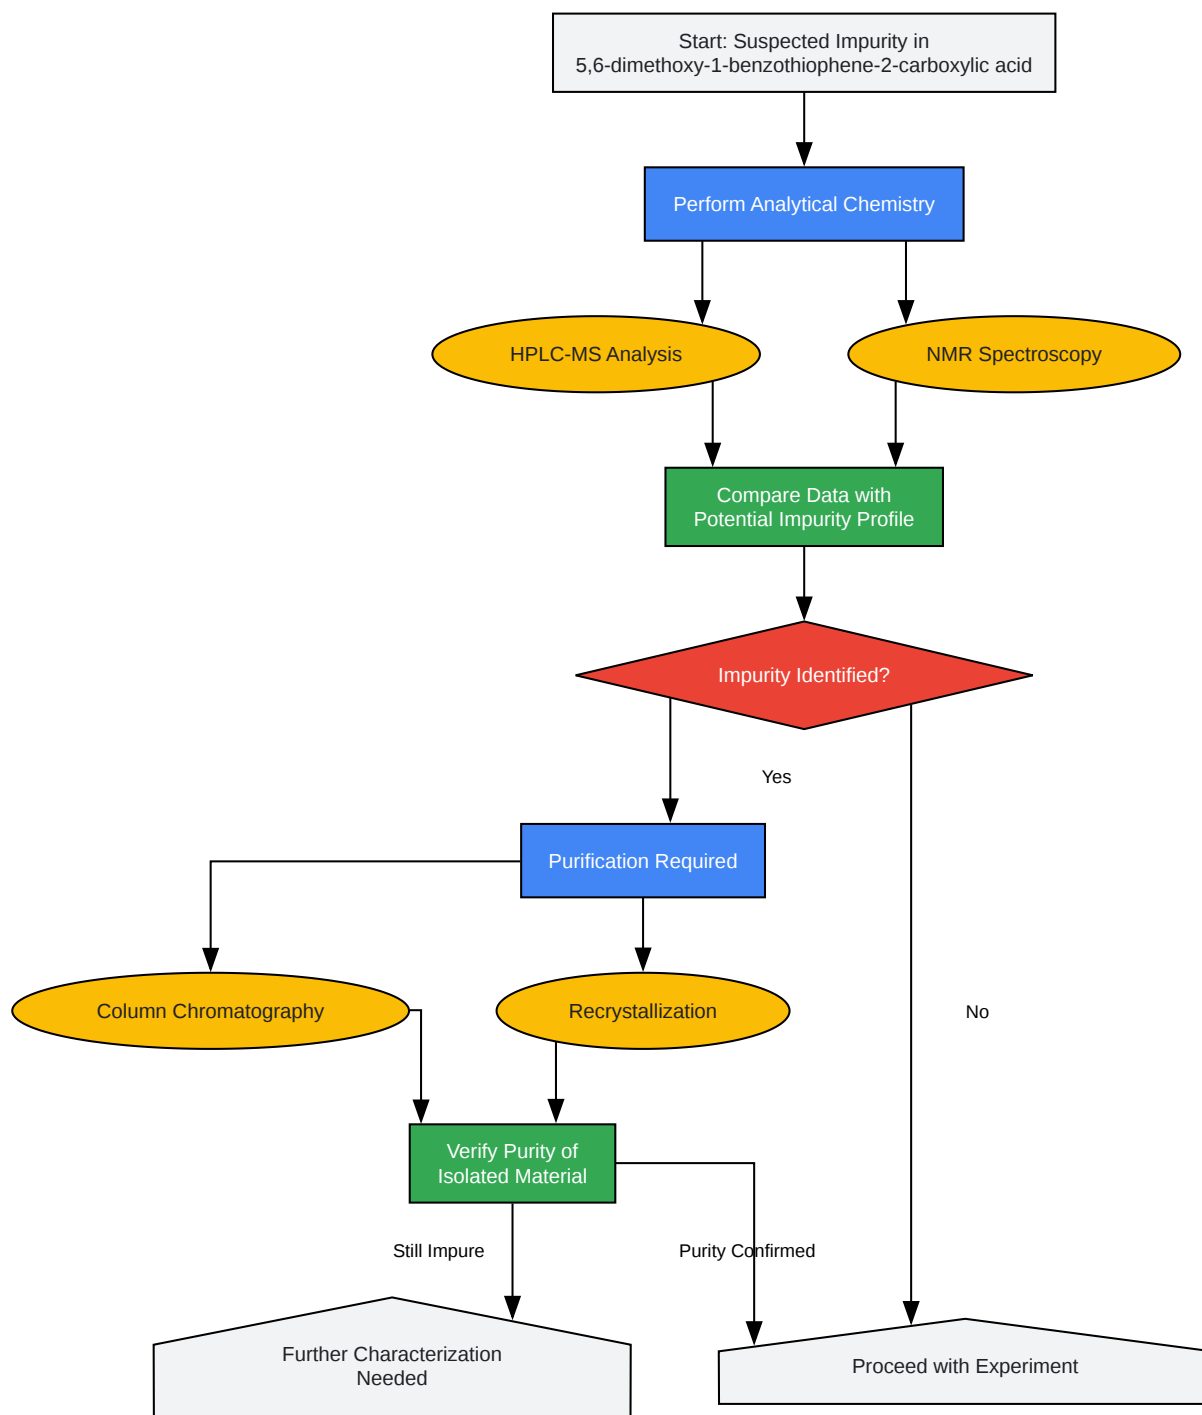 Start: Suspected Impurity in
5,6-dimethoxy-1-benzothiophene-2-carboxylic acid
Perform Analytical Chemistry
HPLC-MS Analysis
NMR Spectroscopy
Compare Data with
Potential Impurity Profile
Impurity Identified?
Yes
Purification Required
Column Chromatography
Recrystallization
No
Verify Purity of
Isolated Material
Still Impure
Purity Confirmed
Further Characterization
Needed
Proceed with Experiment